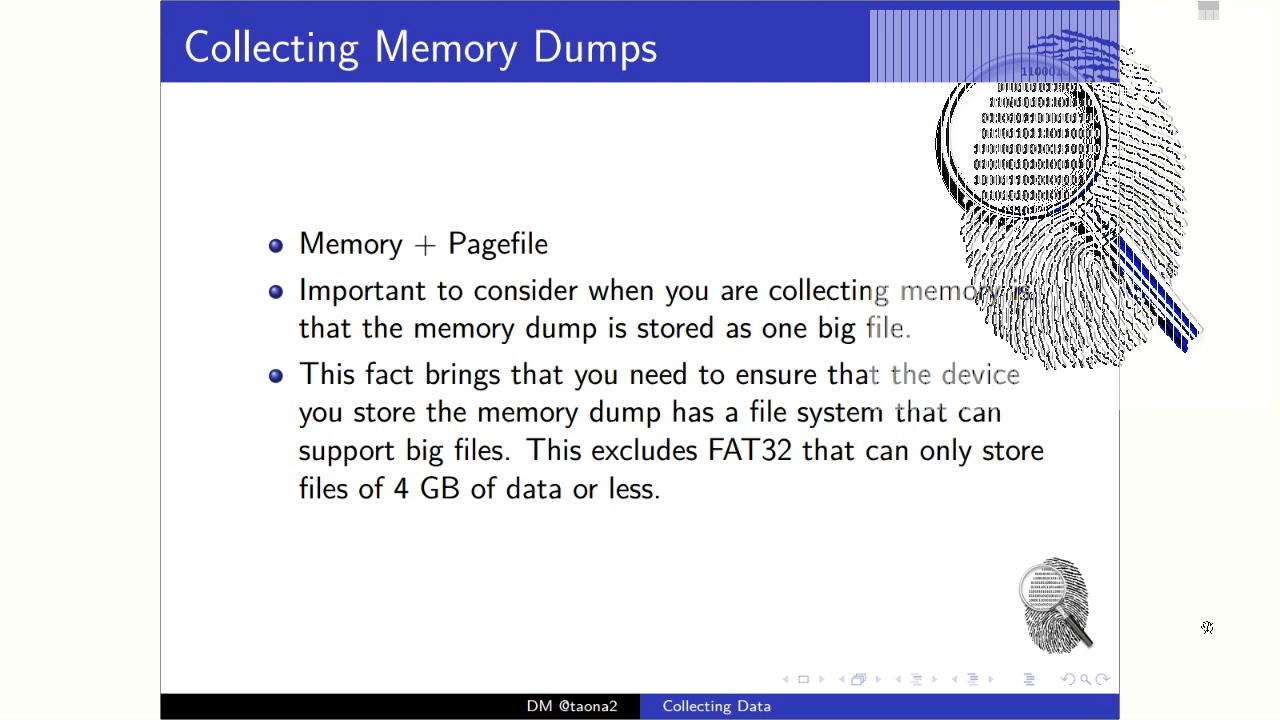 Collecting Memory Dumps
Memory + Pagefile
Important to consider when you are collecting memory is
that the memory dump is stored as one big file.
This fact brings that you need to ensure that the device
you store the memory dump has a file system that can
support big files. This excludes FAT32 that can only store
files of 4 GB of data or less.
DM @taona2
Collecting Data